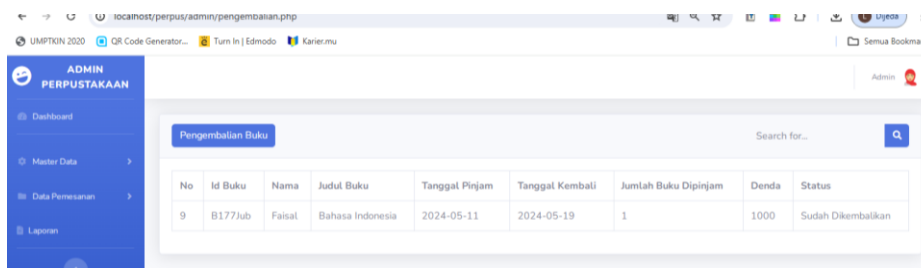 localhost/perpus/admin/pengembalian.php
Dijeda
UMPTKIN 2020 QR Code Generator... Turn In | Edmodo Karier.mu Semua Bookma
ADMIN
PERPUSTAKAAN
Admin
Dashboard
Pengembalian Buku Search for...
Master Data
No Id Buku Nama Judul Buku Tanggal Pinjam Tanggal Kembali Jumlah Buku Dipinjam Denda Status
Data Pemesanan
9 B177Jub Faisal Bahasa Indonesia 2024-05-11 2024-05-19 1 1000 Sudah Dikembalikan
Laporan